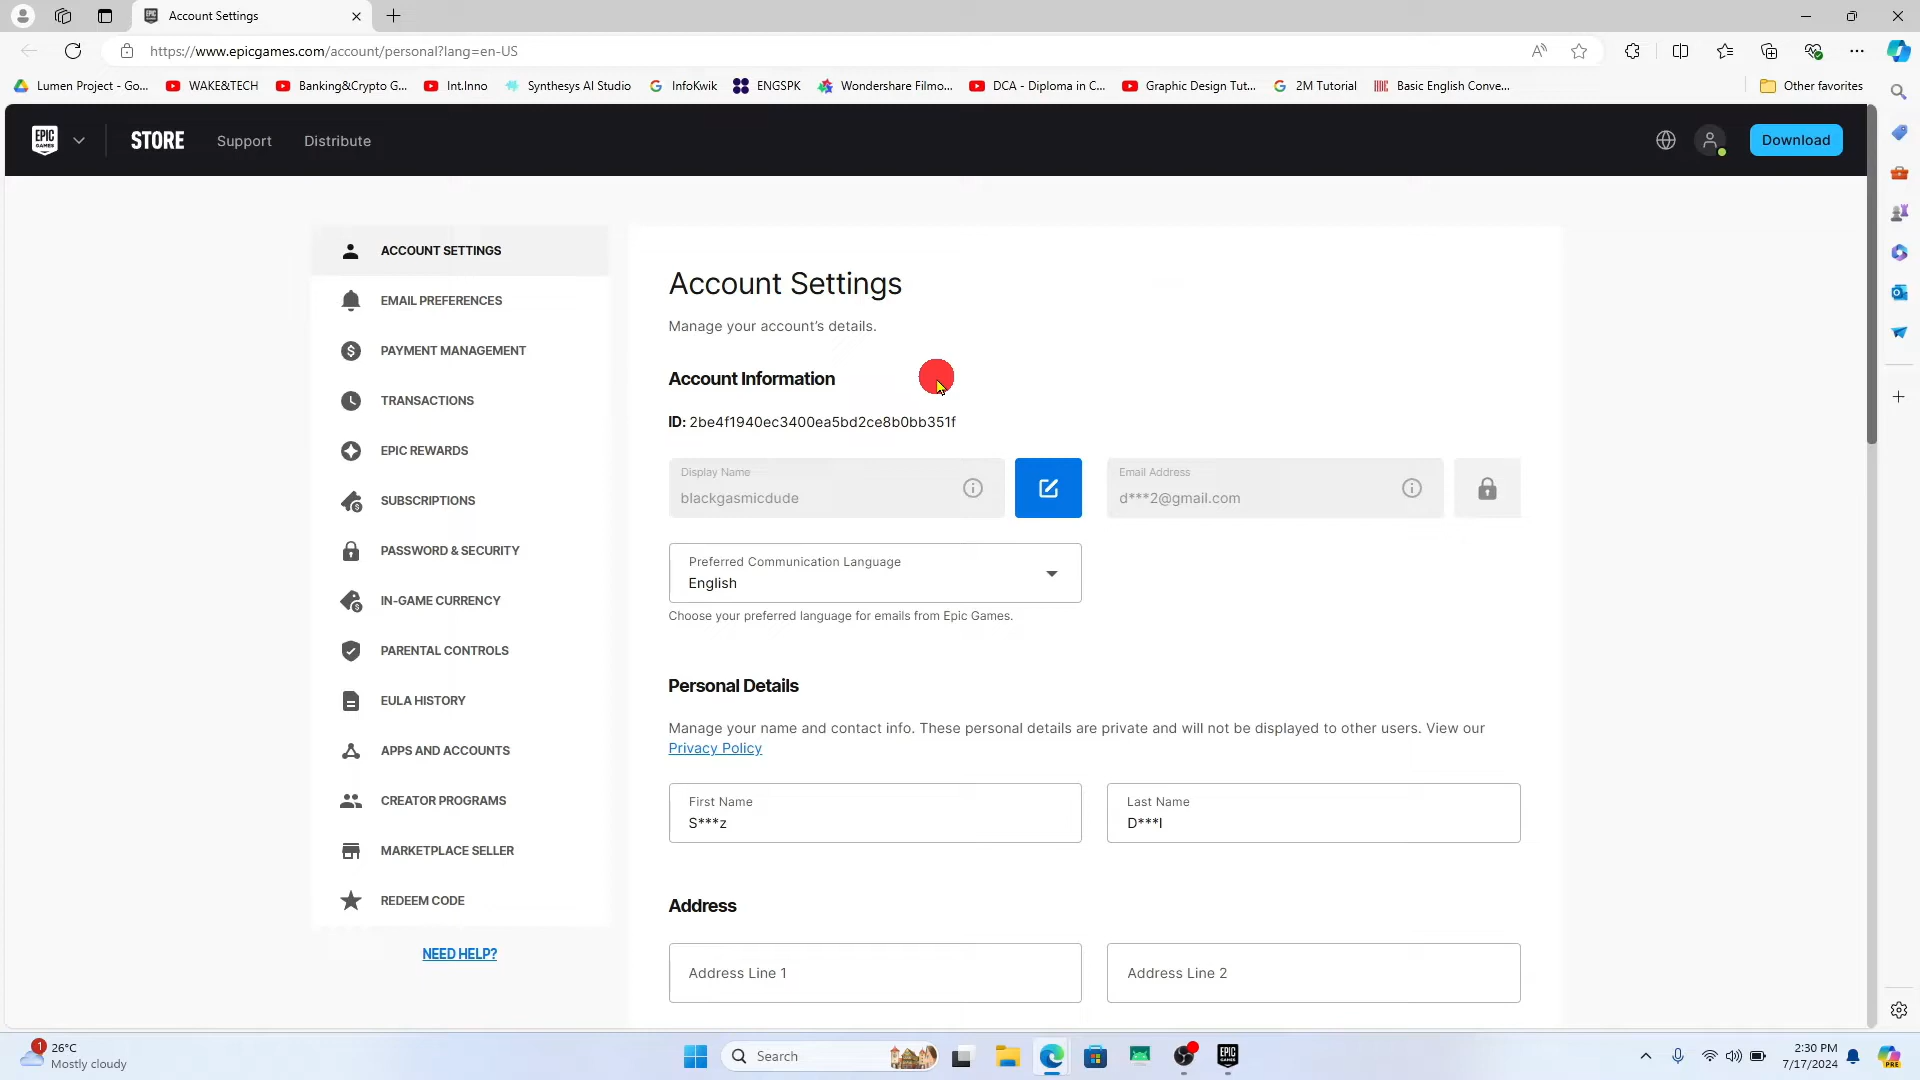 Account Settings
https://www.epicgames.com/account/personal?lang=en-US
Lumen Project - Go...
WAKE&TECH
Banking&Crypto G...
Int.Inno
Synthesys AI Studio
InfoKwik
ENGSPK
Wondershare Filmo...
DCA - Diploma in C...
Graphic Design Tut...
2M Tutorial
Basic English Conve...
Other favorites
EPIC GAMES
STORE
Support
Distribute
Download
ACCOUNT SETTINGS
EMAIL PREFERENCES
PAYMENT MANAGEMENT
TRANSACTIONS
EPIC REWARDS
SUBSCRIPTIONS
PASSWORD & SECURITY
IN-GAME CURRENCY
PARENTAL CONTROLS
EULA HISTORY
APPS AND ACCOUNTS
CREATOR PROGRAMS
MARKETPLACE SELLER
REDEEM CODE
NEED HELP?
Account Settings
Manage your account's details.
Account Information
ID: 2be4f1940ec3400ea5bd2ce8b0bb351f
Display Name
blackgasmicdude
Email Address
d***2@gmail.com
Preferred Communication Language
English
Choose your preferred language for emails from Epic Games.
Personal Details
Manage your name and contact info. These personal details are private and will not be displayed to other users. View our
Privacy Policy
First Name
S***z
Last Name
D***l
Address
Address Line 1
Address Line 2
1
26°C
Mostly cloudy
Search
EPIC GAMES
2:30 PM
7/17/2024
PRE